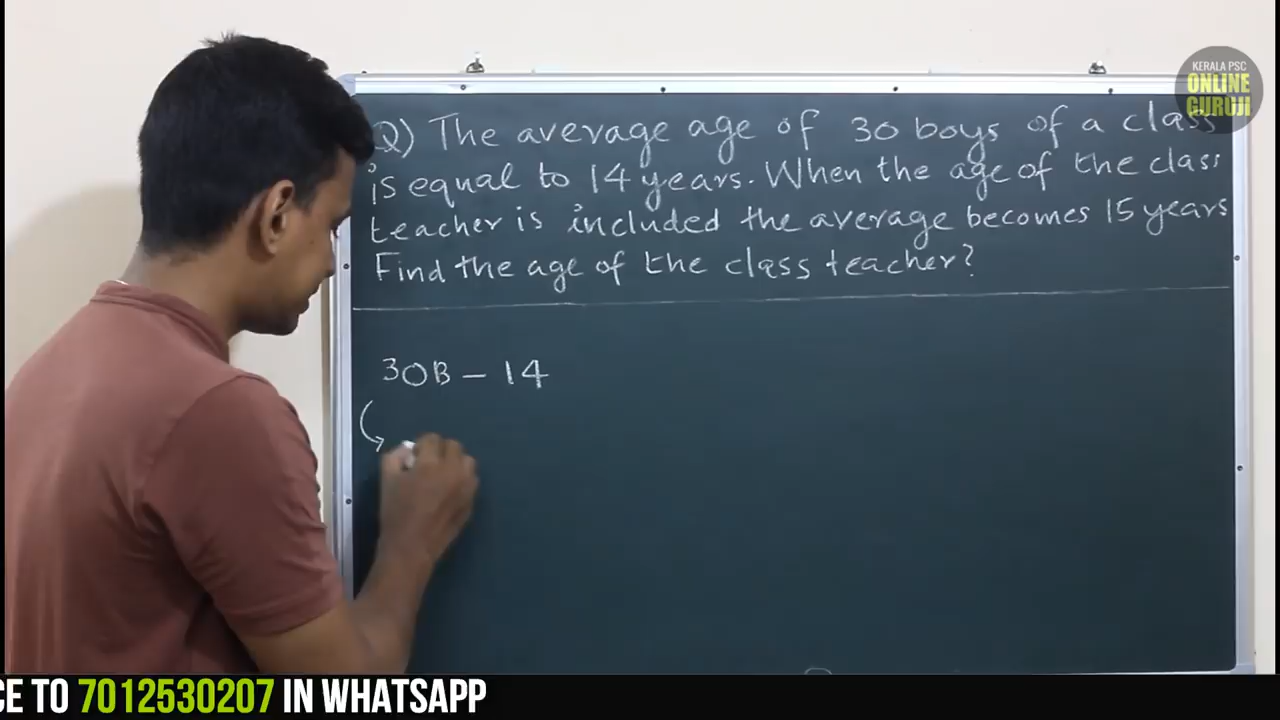 KERALA PSC
ONLINE
GURUJI
Q) The average age of 30 boys of a class
is equal to 14 years. When the age of the class
teacher is included the average becomes 15 years
Find the age of the class teacher?
30B - 14
CE TO 7012530207 IN WHATSAPP